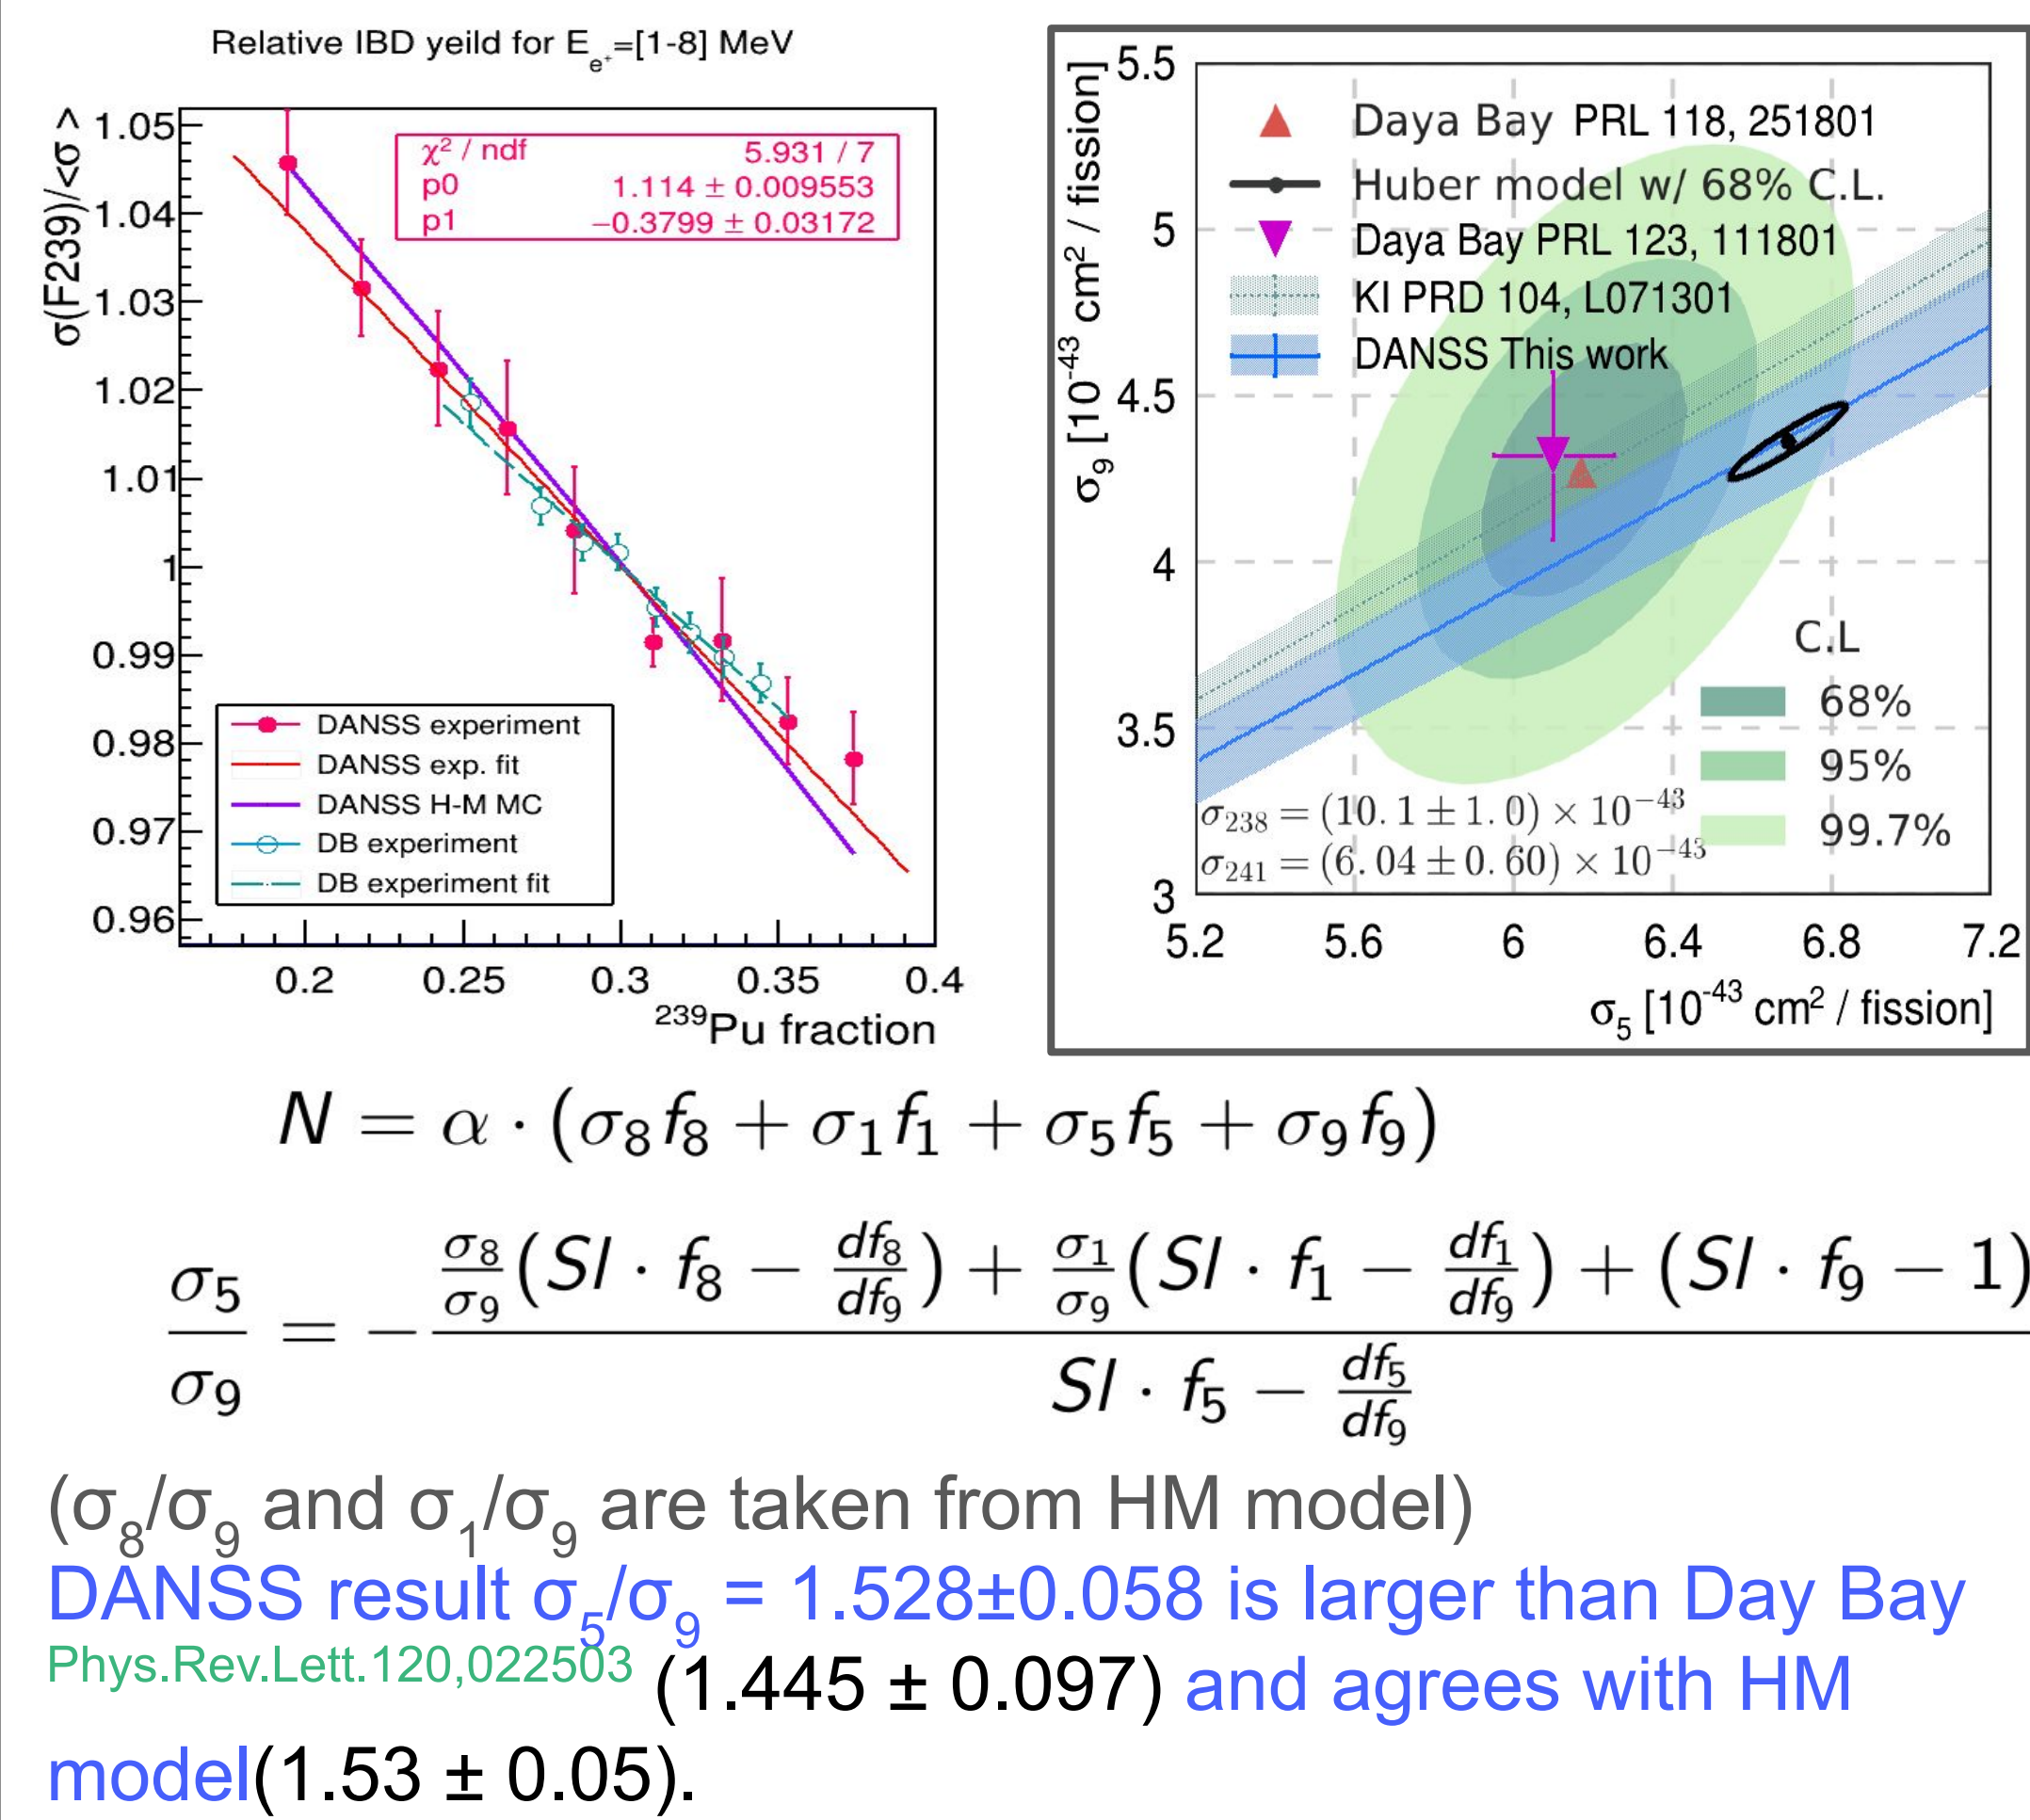 Relative IBD yeild for E_e⁺=[1-8] MeV
σ(F239)/<σ >
1.05
1.04
1.03
1.02
1.01
1
0.99
0.98
0.97
0.96
χ² / ndf 5.931 / 7
p0 1.114 ± 0.009553
p1 −0.3799 ± 0.03172
DANSS experiment
DANSS exp. fit
DANSS H-M MC
DB experiment
DB experiment fit
0.2 0.25 0.3 0.35 0.4
²³⁹Pu fraction
σ₉ [10⁻⁴³ cm² / fission]
5.5
5
4.5
4
3.5
3
Daya Bay PRL 118, 251801
Huber model w/ 68% C.L.
Daya Bay PRL 123, 111801
KI PRD 104, L071301
DANSS This work
C.L
68%
95%
99.7%
σ₂₃₈ = (10.1 ± 1.0) × 10⁻⁴³
σ₂₄₁ = (6.04 ± 0.60) × 10⁻⁴³
5.2 5.6 6 6.4 6.8 7.2
σ₅ [10⁻⁴³ cm² / fission]
N = α · (σ₈f₈ + σ₁f₁ + σ₅f₅ + σ₉f₉)
σ₅/σ₉ = − (σ₈/σ₉(SI · f₈ − df₈/df₉) + σ₁/σ₉(SI · f₁ − df₁/df₉) + (SI · f₉ − 1)) / (SI · f₅ − df₅/df₉)
(σ₈/σ₉ and σ₁/σ₉ are taken from HM model)
DANSS result σ₅/σ₉ = 1.528±0.058 is larger than Day Bay
Phys.Rev.Lett.120,022503 (1.445 ± 0.097) and agrees with HM
model(1.53 ± 0.05).